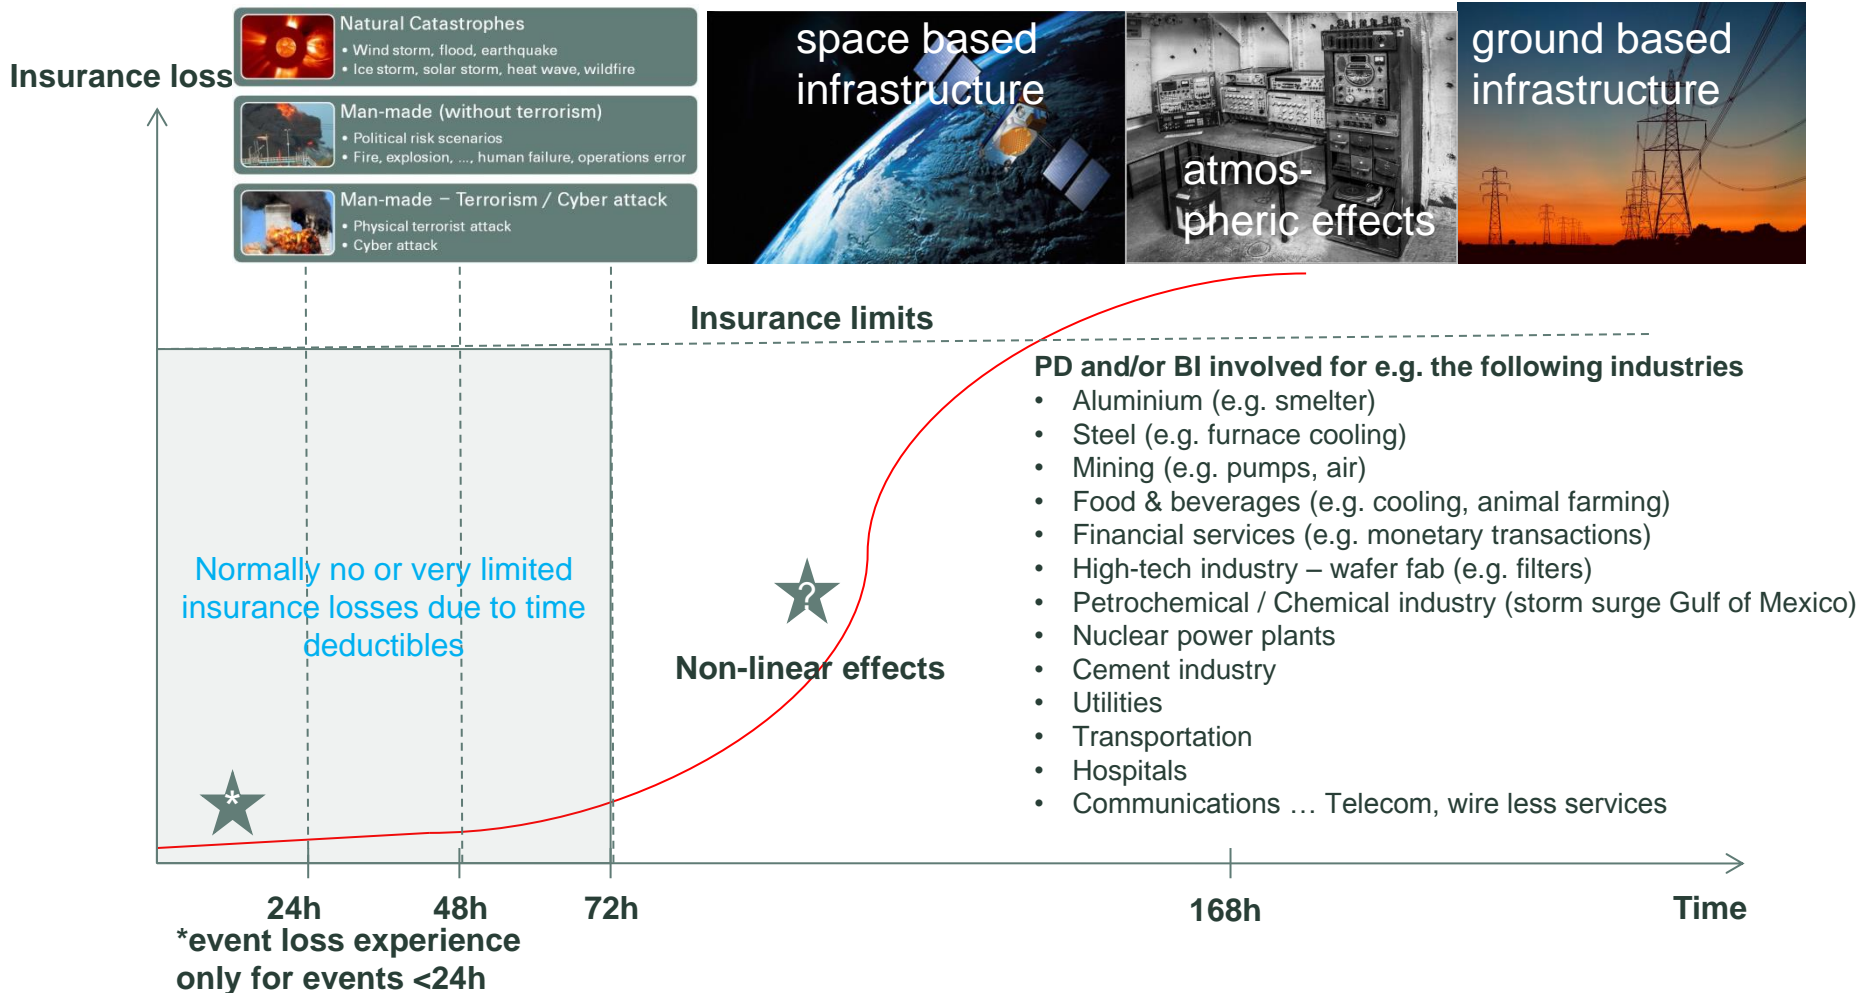 Insurance loss
Natural Catastrophes
• Wind storm, flood, earthquake
• Ice storm, solar storm, heat wave, wildfire
Man-made (without terrorism)
• Political risk scenarios
• Fire, explosion, ..., human failure, operations error
Man-made – Terrorism / Cyber attack
• Physical terrorist attack
• Cyber attack
space based
infrastructure
atmos-
pheric effects
ground based
infrastructure
Insurance limits
PD and/or BI involved for e.g. the following industries
• Aluminium (e.g. smelter)
• Steel (e.g. furnace cooling)
• Mining (e.g. pumps, air)
• Food & beverages (e.g. cooling, animal farming)
• Financial services (e.g. monetary transactions)
• High-tech industry – wafer fab (e.g. filters)
• Petrochemical / Chemical industry (storm surge Gulf of Mexico)
• Nuclear power plants
• Cement industry
• Utilities
• Transportation
• Hospitals
• Communications … Telecom, wire less services
Normally no or very limited
insurance losses due to time
deductibles
?
Non-linear effects
*
24h
48h
72h
168h
Time
*event loss experience
only for events <24h